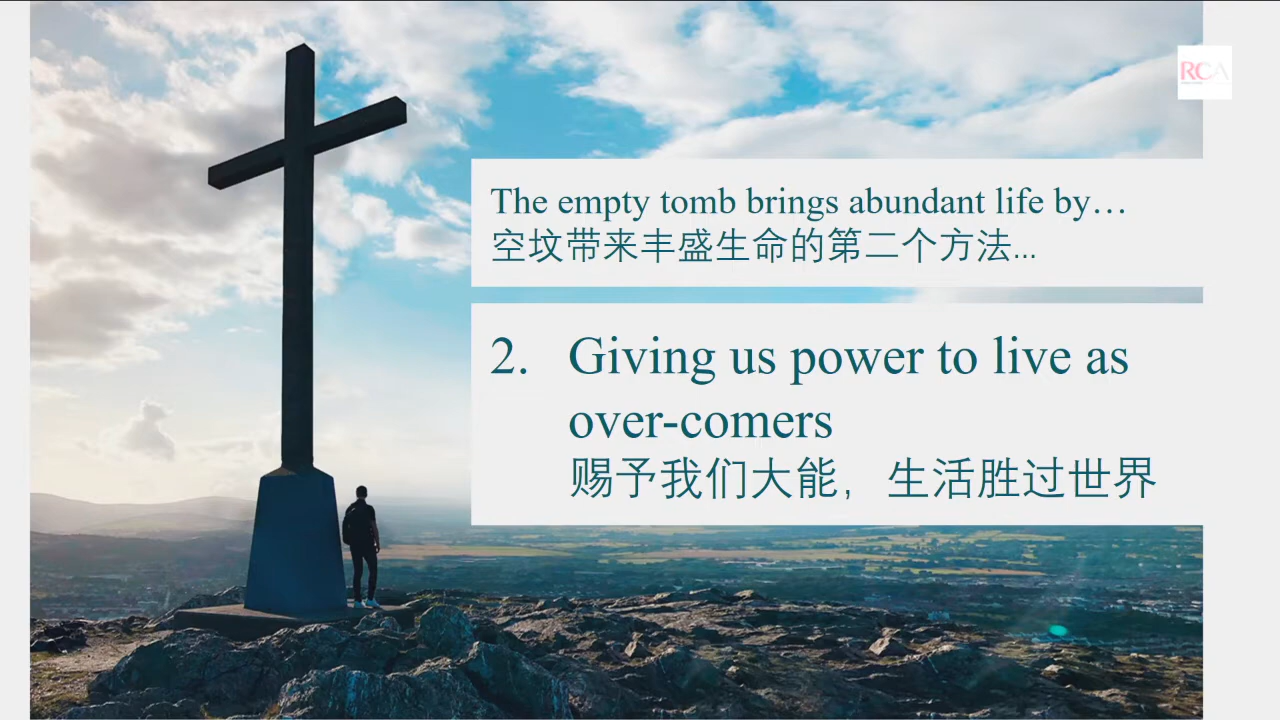 RCA
The empty tomb brings abundant life by…
空坟带来丰盛生命的第二个方法...
2. Giving us power to live as
over-comers
赐予我们大能，生活胜过世界